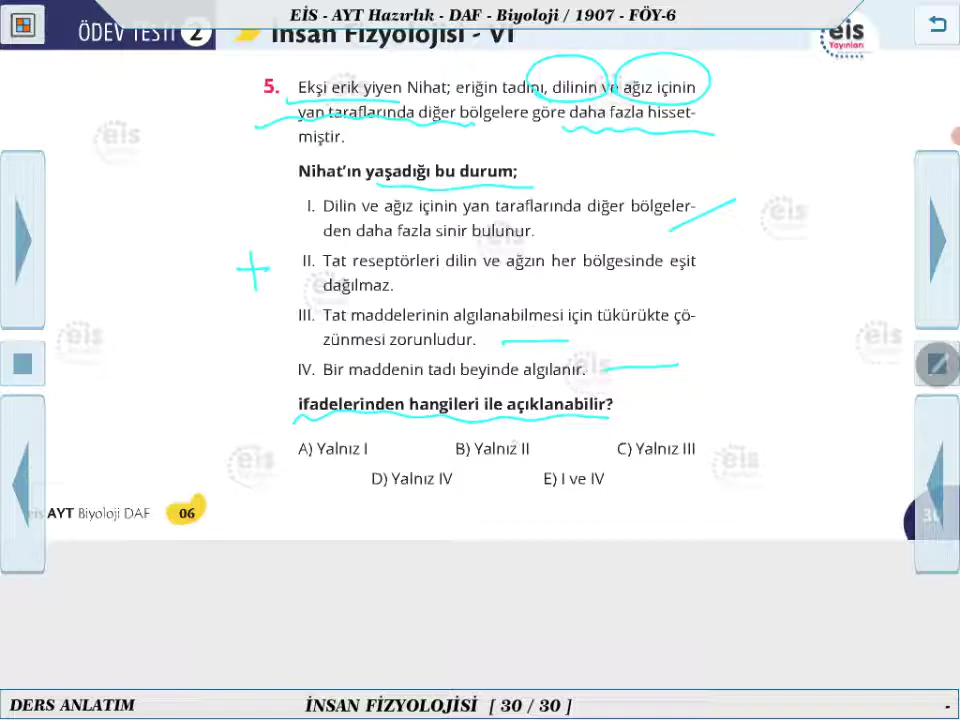 EİS - AYT Hazırlık - DAF - Biyoloji / 1907 - FÖY-6
ÖDEV TESTİ 2
İnsan Fizyolojisi - VI
eis
Yayınları
5. Ekşi erik yiyen Nihat; eriğin tadını, dilinin ve ağız içinin
yan taraflarında diğer bölgelere göre daha fazla hisset-
miştir.
Nihat'ın yaşadığı bu durum;
I. Dilin ve ağız içinin yan taraflarında diğer bölgeler-
den daha fazla sinir bulunur.
II. Tat reseptörleri dilin ve ağzın her bölgesinde eşit
dağılmaz.
III. Tat maddelerinin algılanabilmesi için tükürükte çö-
zünmesi zorunludur.
IV. Bir maddenin tadı beyinde algılanır.
ifadelerinden hangileri ile açıklanabilir?
A) Yalnız I B) Yalnız II C) Yalnız III
D) Yalnız IV E) I ve IV
eis AYT Biyoloji DAF 06
30
DERS ANLATIM İNSAN FİZYOLOJİSİ [ 30 / 30 ] -